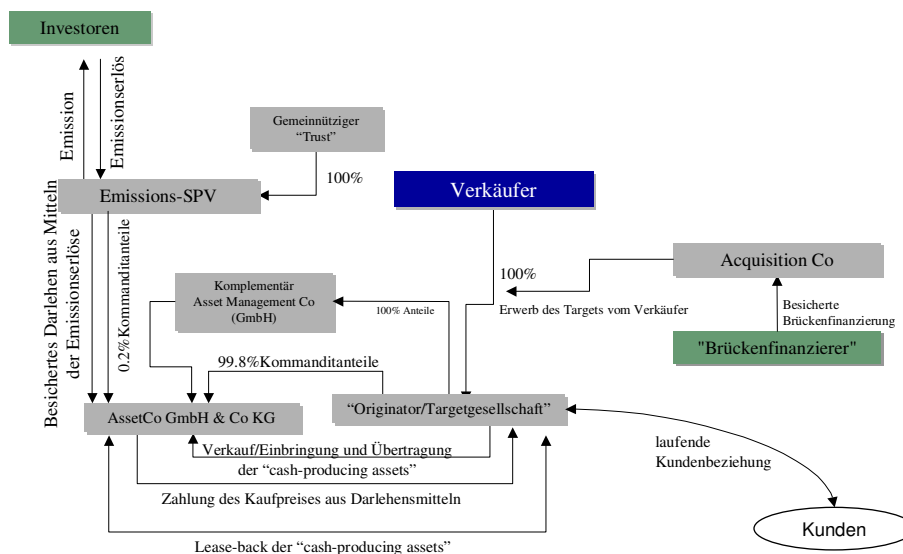 Investoren
Emission
Emissionserlös
Gemeinnütziger
“Trust”
100%
Emissions-SPV
Verkäufer
Besichertes Darlehen aus Mitteln
der Emissionserlöse
0.2%Kommanditanteile
Komplementär
Asset Management Co
(GmbH)
100% Anteile
100%
Erwerb des Targets vom Verkäufer
Acquisition Co
Besicherte
Brückenfinanzierung
"Brückenfinanzierer"
99.8%Kommanditanteile
AssetCo GmbH & Co KG
“Originator/Targetgesellschaft”
Verkauf/Einbringung und Übertragung
der “cash-producing assets”
Zahlung des Kaufpreises aus Darlehensmitteln
laufende
Kundenbeziehung
Kunden
Lease-back der “cash-producing assets”